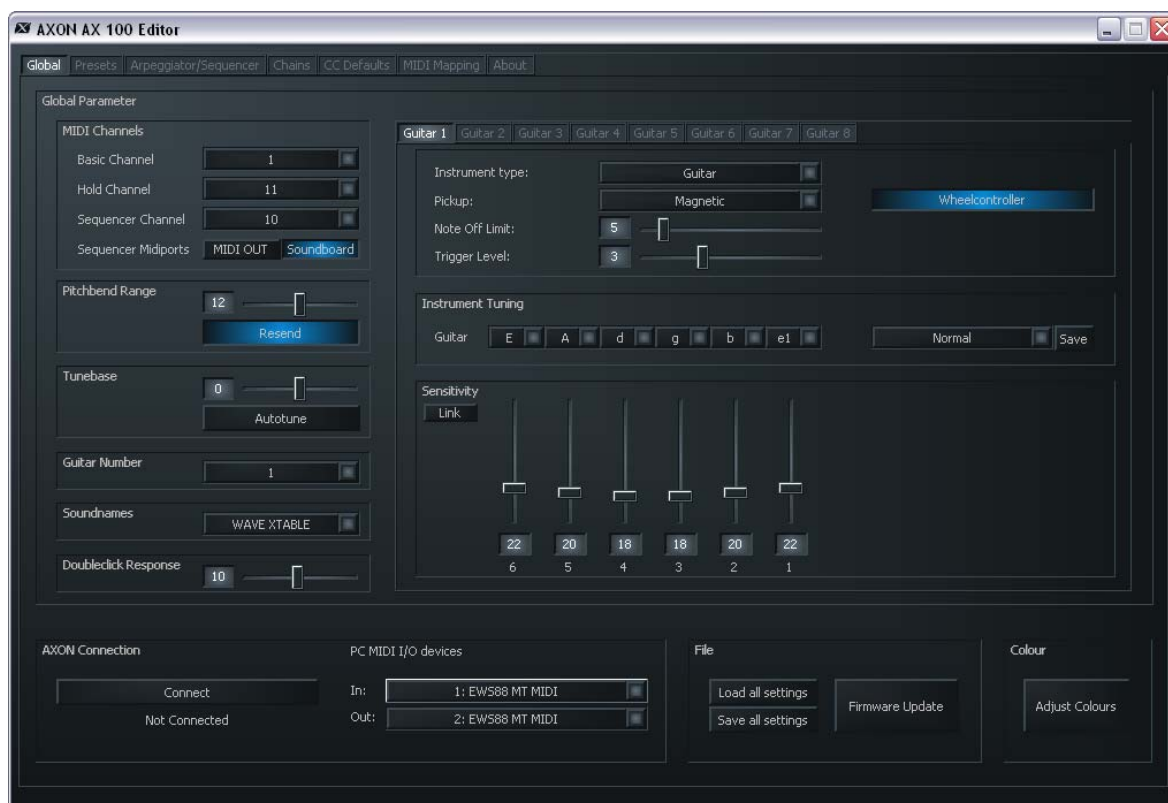 AXON AX 100 Editor
Global Presets Arpeggiator/Sequencer Chains CC Defaults MIDI Mapping About
Global Parameter
MIDI Channels
Basic Channel 1
Hold Channel 11
Sequencer Channel 10
Sequencer Midiports MIDI OUT Soundboard
Pitchbend Range
12
Resend
Tunebase
0
Autotune
Guitar Number
1
Soundnames
WAVE XTABLE
Doubleclick Response
10
Guitar 1 Guitar 2 Guitar 3 Guitar 4 Guitar 5 Guitar 6 Guitar 7 Guitar 8
Instrument type: Guitar
Pickup: Magnetic Wheelcontroller
Note Off Limit: 5
Trigger Level: 3
Instrument Tuning
Guitar E A d g b e1 Normal Save
Sensitivity
Link
22 20 18 18 20 22
6 5 4 3 2 1
AXON Connection
Connect
Not Connected
PC MIDI I/O devices
In: 1: EWS88 MT MIDI
Out: 2: EWS88 MT MIDI
File
Load all settings
Save all settings
Firmware Update
Colour
Adjust Colours